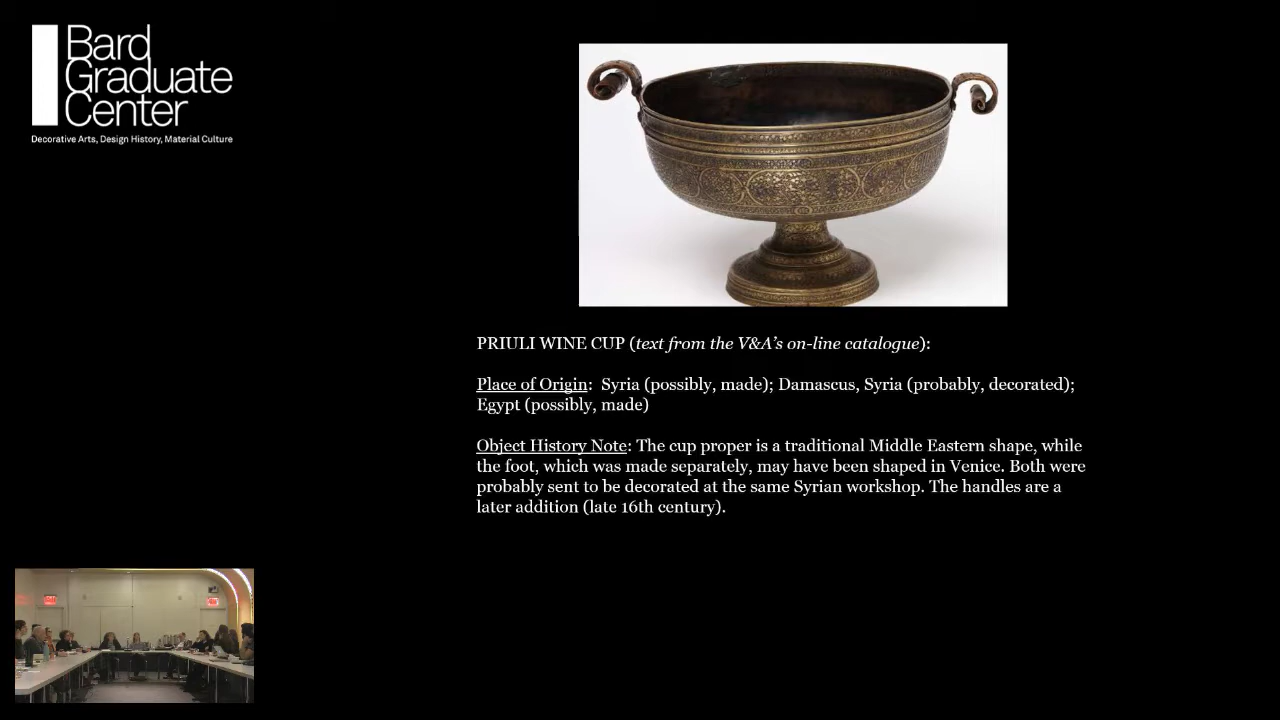 Bard
Graduate
Center
Decorative Arts, Design History, Material Culture
PRIULI WINE CUP (text from the V&A’s on-line catalogue):
Place of Origin:  Syria (possibly, made); Damascus, Syria (probably, decorated);
Egypt (possibly, made)
Object History Note: The cup proper is a traditional Middle Eastern shape, while
the foot, which was made separately, may have been shaped in Venice. Both were
probably sent to be decorated at the same Syrian workshop. The handles are a
later addition (late 16th century).